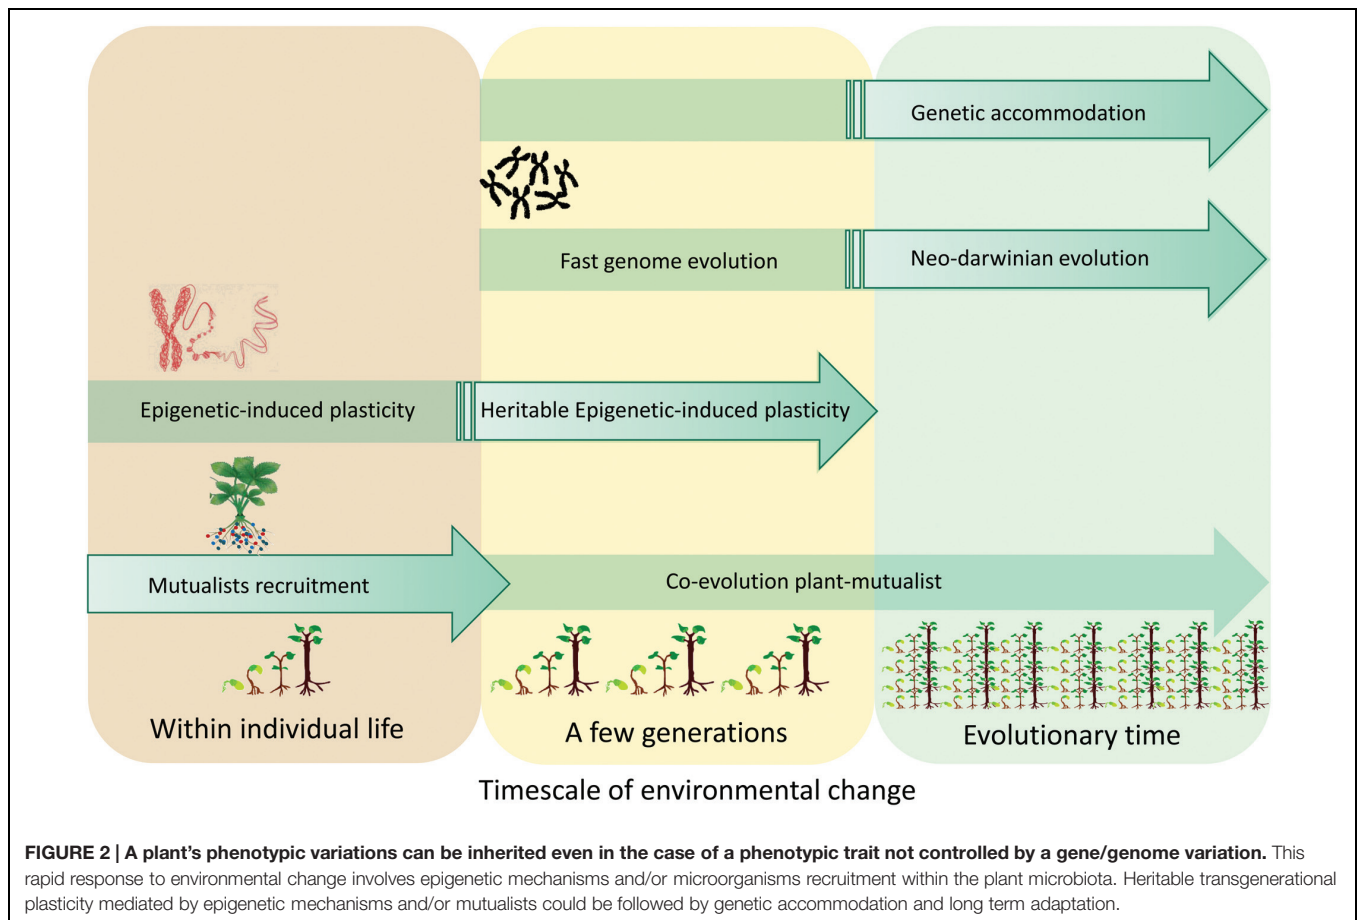 Genetic accommodation
Fast genome evolution
Neo-darwinian evolution
Epigenetic-induced plasticity
Heritable Epigenetic-induced plasticity
Mutualists recruitment
Co-evolution plant-mutualist
Within individual life
A few generations
Evolutionary time
Timescale of environmental change
FIGURE 2 | A plant's phenotypic variations can be inherited even in the case of a phenotypic trait not controlled by a gene/genome variation. This
rapid response to environmental change involves epigenetic mechanisms and/or microorganisms recruitment within the plant microbiota. Heritable transgenerational
plasticity mediated by epigenetic mechanisms and/or mutualists could be followed by genetic accommodation and long term adaptation.